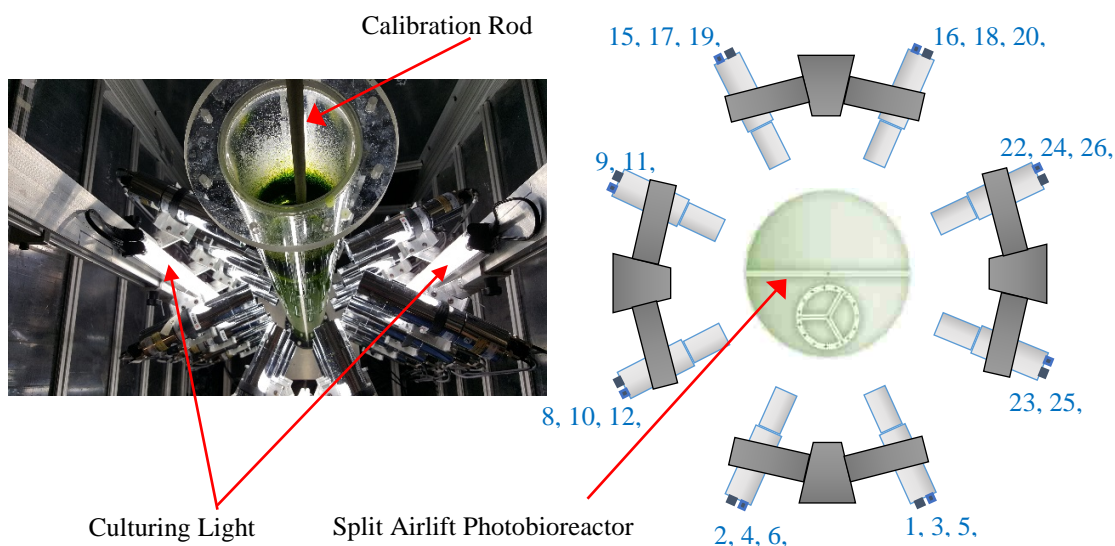 Calibration Rod
15, 17, 19,
16, 18, 20,
9, 11,
22, 24, 26,
8, 10, 12,
23, 25,
2, 4, 6,
1, 3, 5,
Culturing Light
Split Airlift Photobioreactor